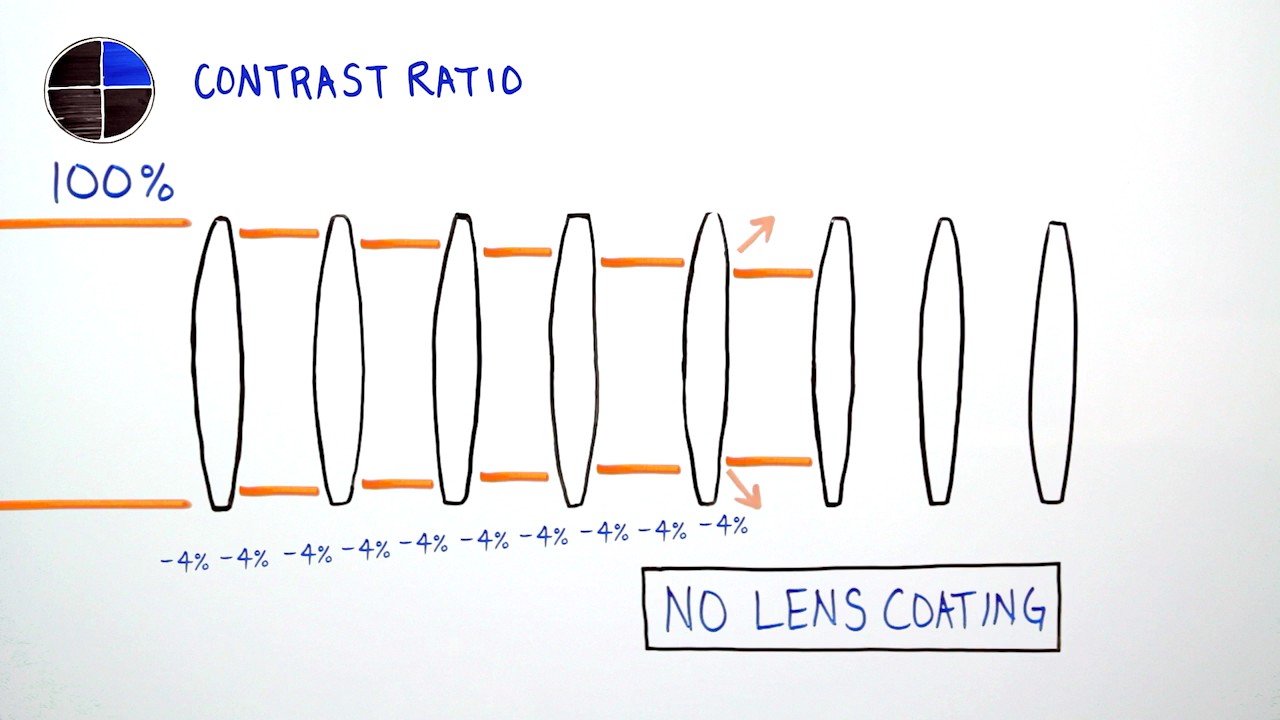 CONTRAST RATIO
100%
-4% -4% -4% -4% -4% -4% -4% -4% -4% -4%
NO LENS COATING